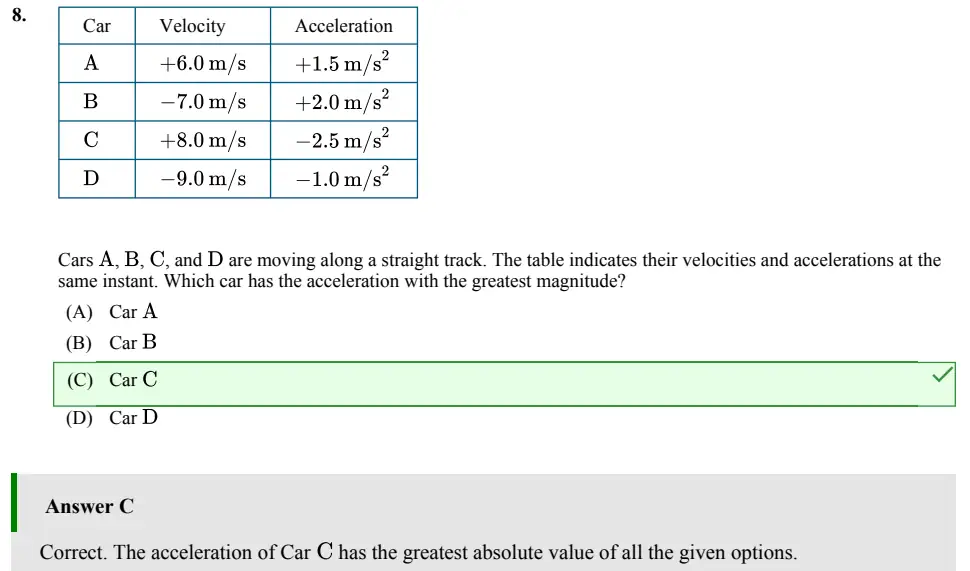 8.
Car Velocity Acceleration
A +6.0 m/s +1.5 m/s²
B −7.0 m/s +2.0 m/s²
C +8.0 m/s −2.5 m/s²
D −9.0 m/s −1.0 m/s²
Cars A, B, C, and D are moving along a straight track. The table indicates their velocities and accelerations at the
same instant. Which car has the acceleration with the greatest magnitude?
(A) Car A
(B) Car B
(C) Car C
(D) Car D
Answer C
Correct. The acceleration of Car C has the greatest absolute value of all the given options.